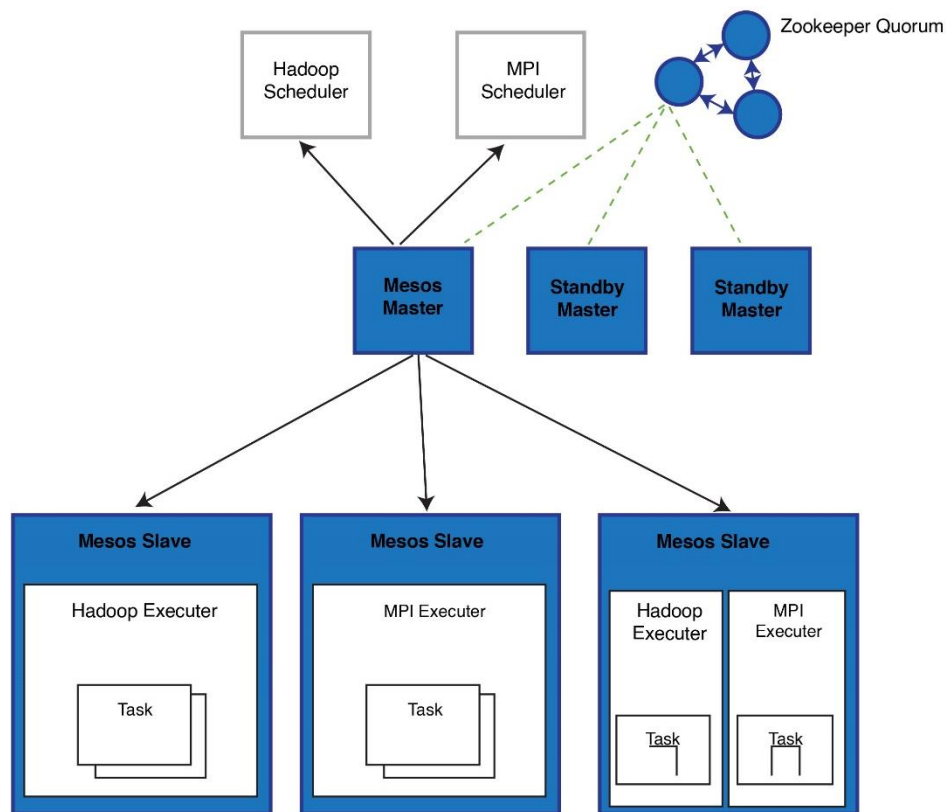 Zookeeper Quorum
Hadoop
Scheduler
MPI
Scheduler
Mesos
Master
Standby
Master
Standby
Master
Mesos Slave
Hadoop Executer
Task
Mesos Slave
MPI Executer
Task
Mesos Slave
Hadoop
Executer
Task
MPI
Executer
Task